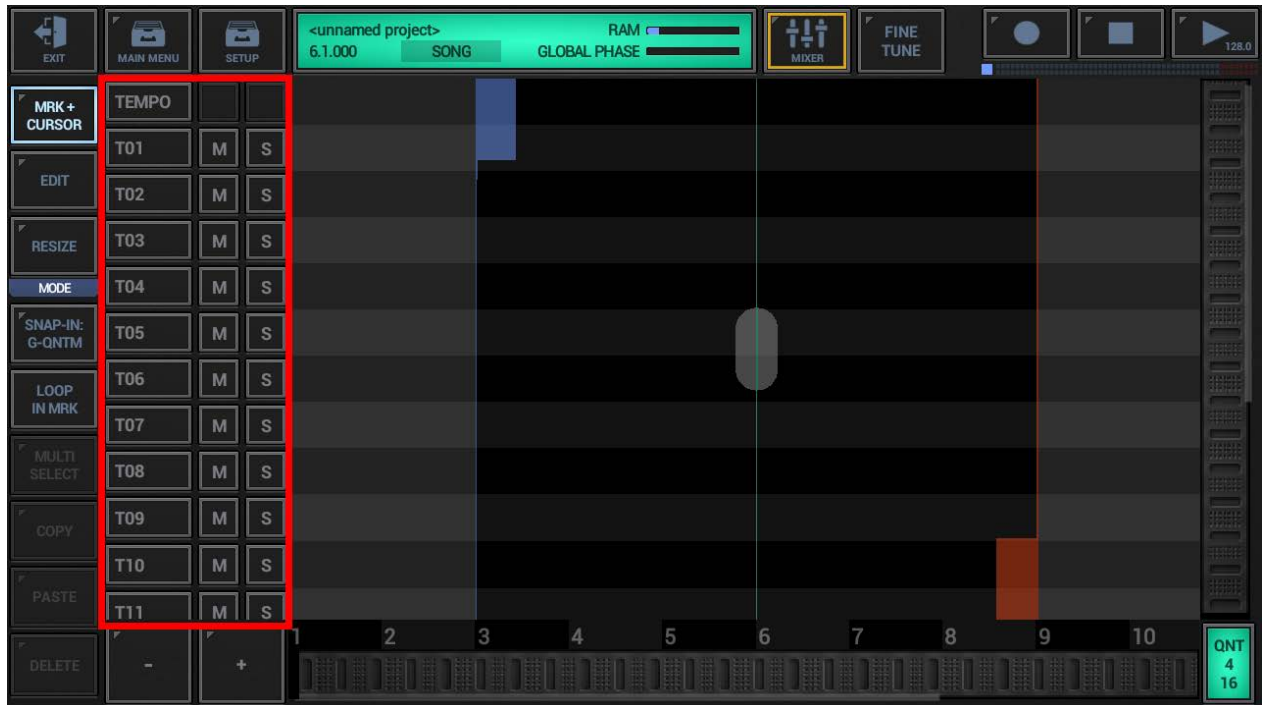 EXIT
MAIN MENU
SETUP
<unnamed project>
RAM
6.1.000
SONG
GLOBAL PHASE
MIXER
FINE
TUNE
128.0
MRK +
CURSOR
EDIT
RESIZE
MODE
SNAP-IN:
G-QNTM
LOOP
IN MRK
MULTI
SELECT
COPY
PASTE
DELETE
TEMPO
T01 M S
T02 M S
T03 M S
T04 M S
T05 M S
T06 M S
T07 M S
T08 M S
T09 M S
T10 M S
T11 M S
- +
1 2 3 4 5 6 7 8 9 10
QNT
4
16